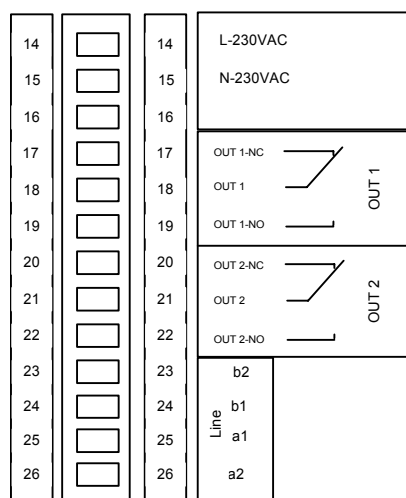 14 14 L-230VAC
15 15 N-230VAC
16 16
17 17 OUT 1-NC
18 18 OUT 1
19 19 OUT 1-NO
OUT 1
20 20 OUT 2-NC
21 21 OUT 2
22 22 OUT 2-NO
OUT 2
23 23 b2
24 24 b1
25 25 a1
26 26 a2
Line